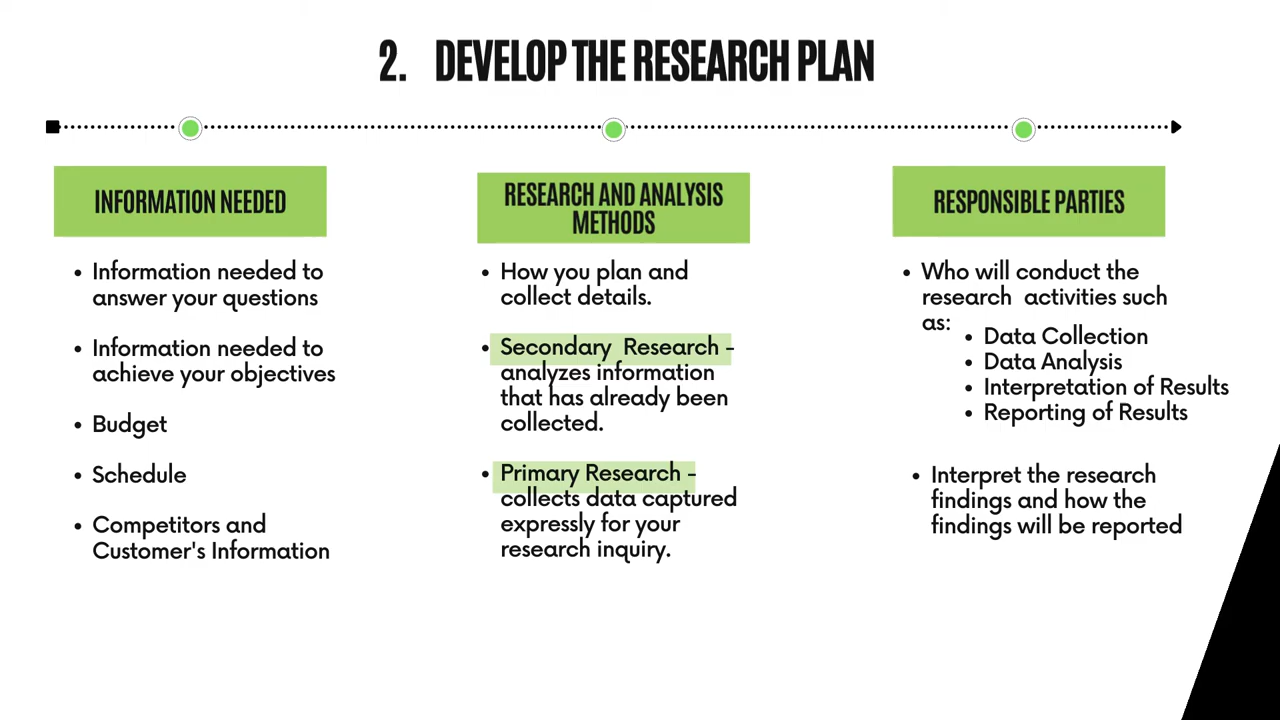 2. DEVELOP THE RESEARCH PLAN
INFORMATION NEEDED
• Information needed to
answer your questions
• Information needed to
achieve your objectives
• Budget
• Schedule
• Competitors and
Customer's Information
RESEARCH AND ANALYSIS
METHODS
• How you plan and
collect details.
• Secondary Research -
analyzes information
that has already been
collected.
• Primary Research -
collects data captured
expressly for your
research inquiry.
RESPONSIBLE PARTIES
• Who will conduct the
research activities such
as:
• Data Collection
• Data Analysis
• Interpretation of Results
• Reporting of Results
• Interpret the research
findings and how the
findings will be reported